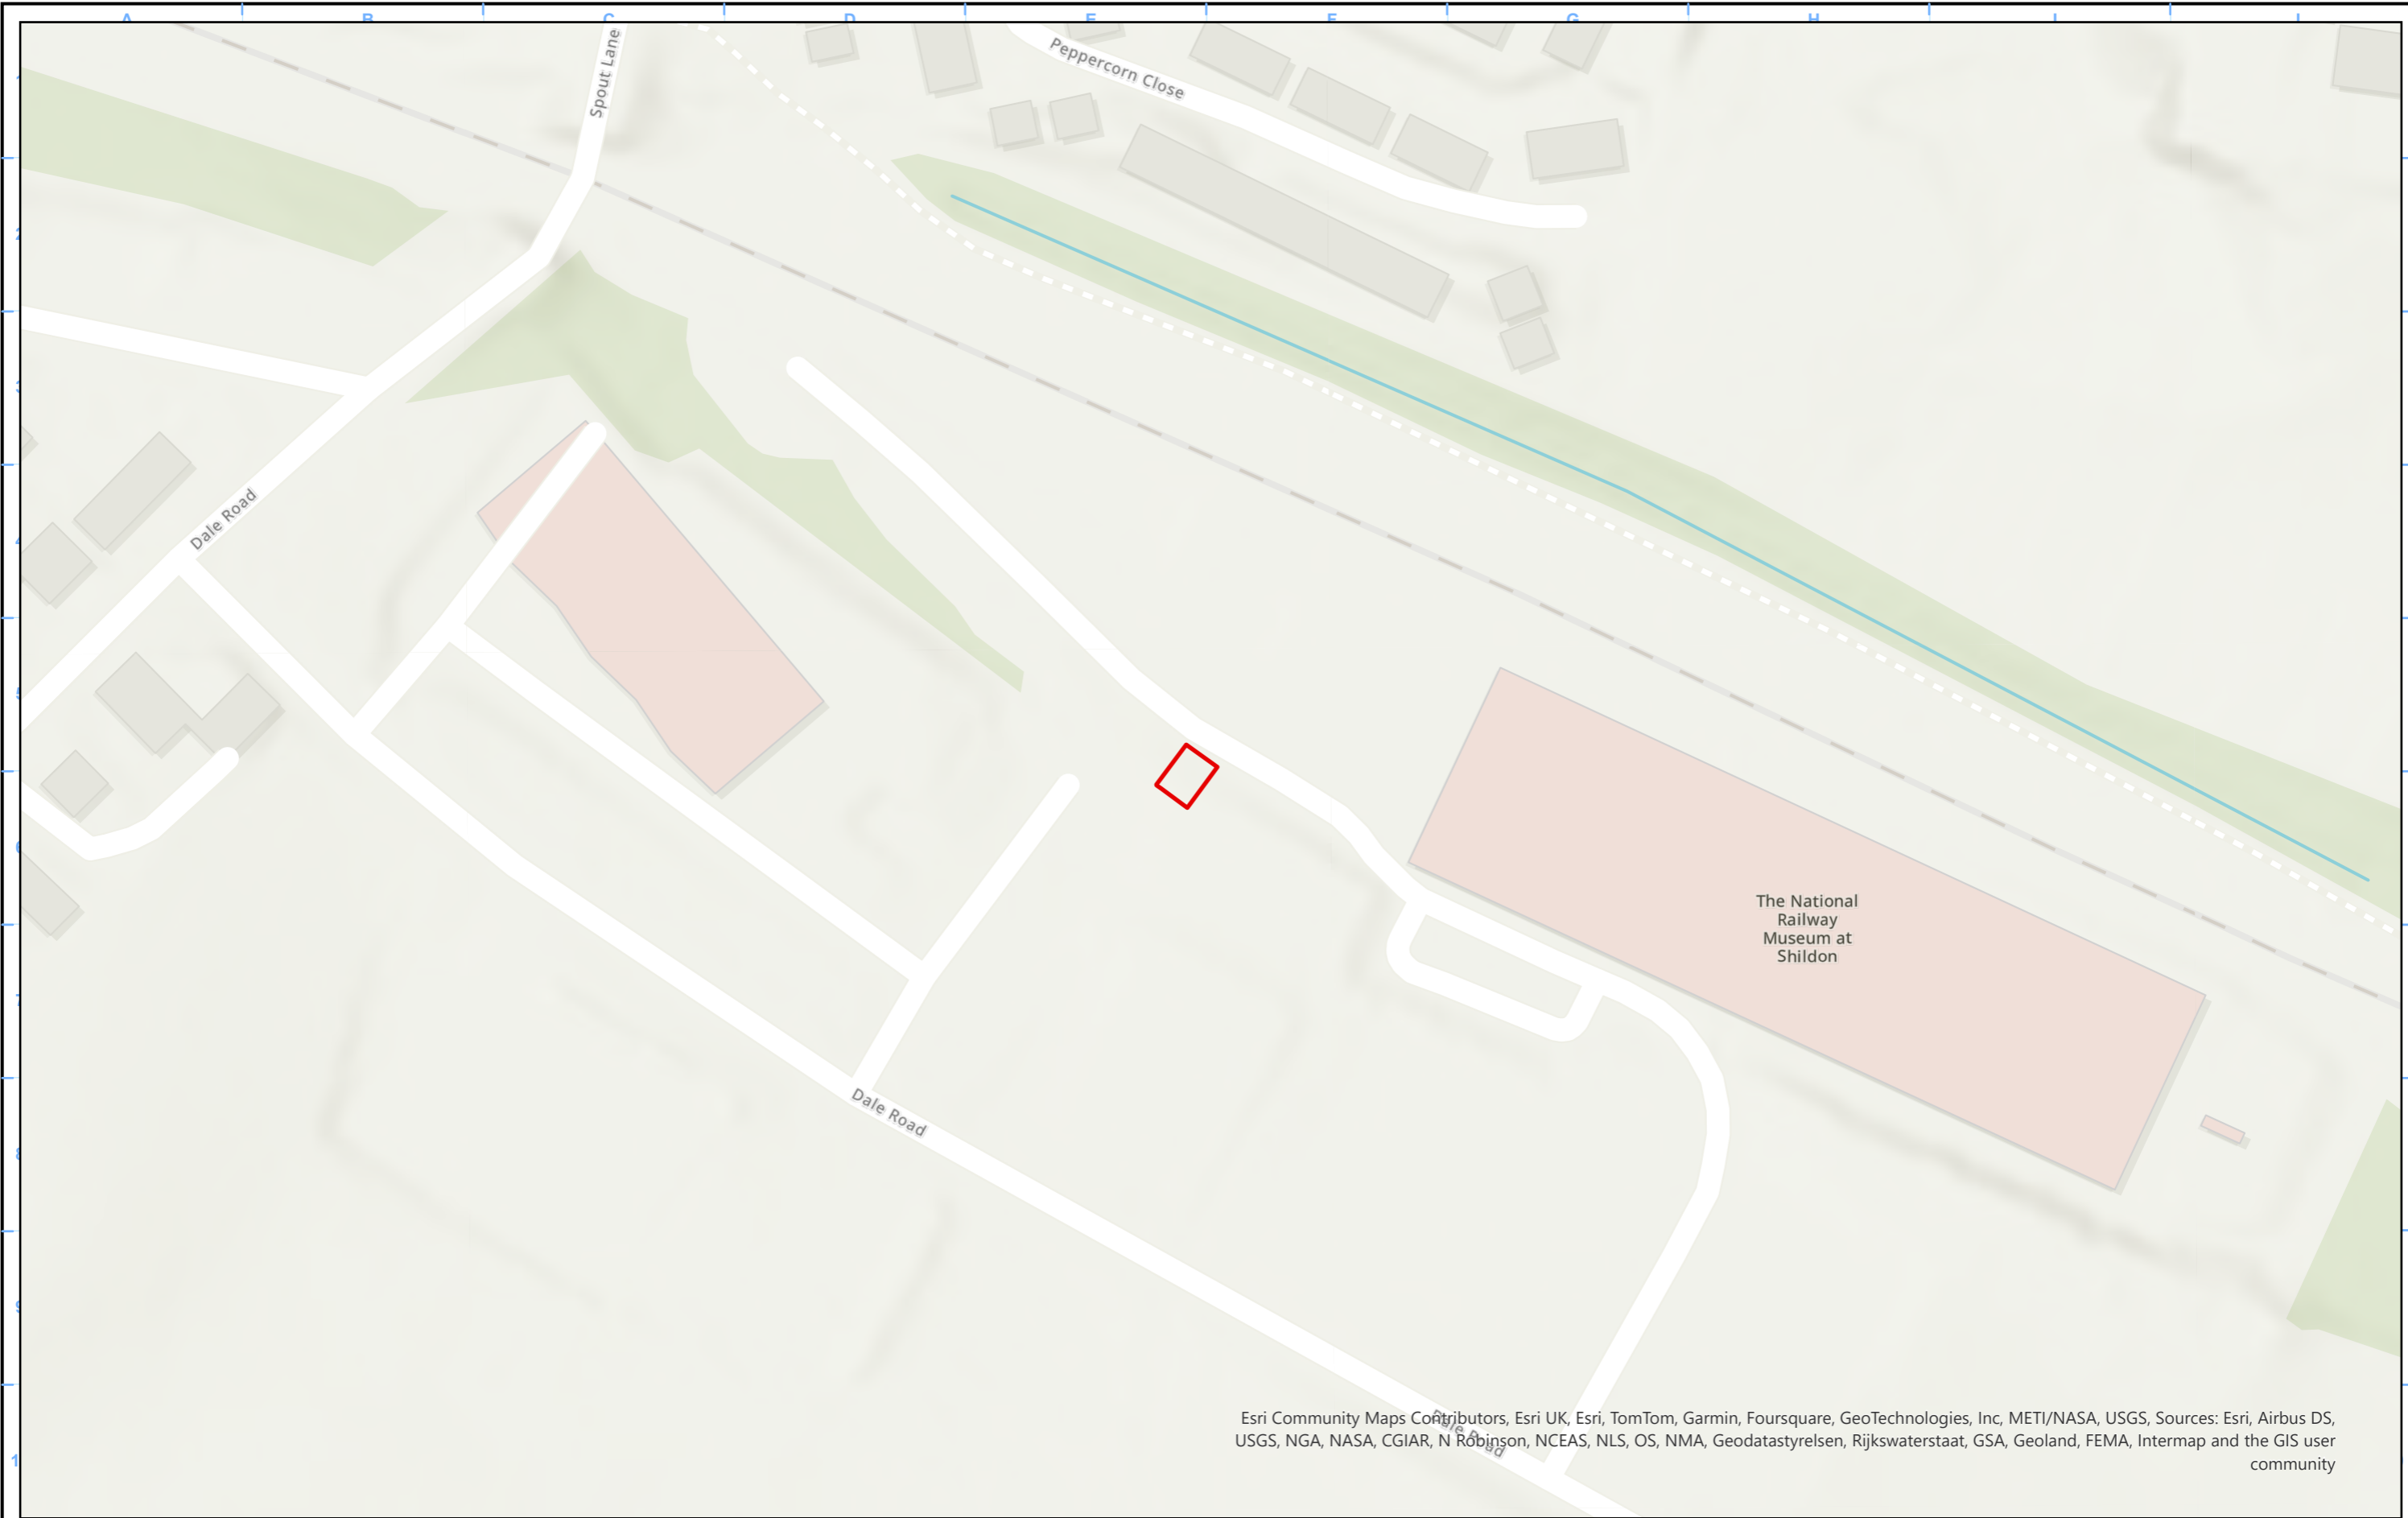 A B C D E F G H I J
Spout Lane
Peppercorn Close
Dale Road
The National
Railway
Museum at
Shildon
Dale Road
Dale Road
Esri Community Maps Contributors, Esri UK, Esri, TomTom, Garmin, Foursquare, GeoTechnologies, Inc, METI/NASA, USGS, Sources: Esri, Airbus DS,
USGS, NGA, NASA, CGIAR, N Robinson, NCEAS, NLS, OS, NMA, Geodatastyrelsen, Rijkswaterstaat, GSA, Geoland, FEMA, Intermap and the GIS user
community